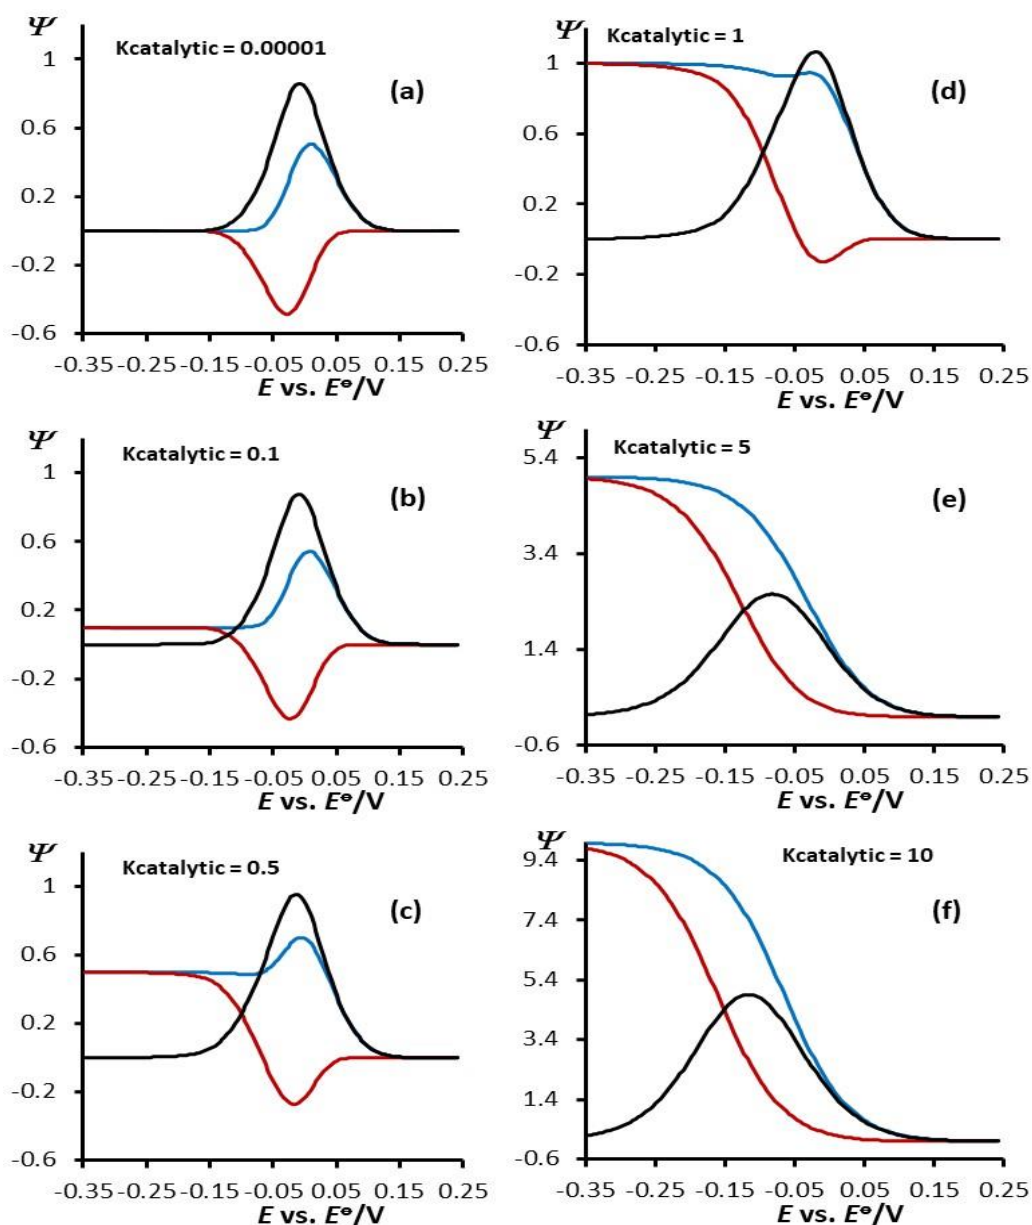 Ψ
Kcatalytic = 0.00001
(a)
1
0.6
0.2
-0.2
-0.6
-0.35 -0.25 -0.15 -0.05 0.05 0.15 0.25
E vs. E⊖/V
Ψ
Kcatalytic = 0.1
(b)
1
0.6
0.2
-0.2
-0.6
-0.35 -0.25 -0.15 -0.05 0.05 0.15 0.25
E vs. E⊖/V
Ψ
Kcatalytic = 0.5
(c)
1
0.6
0.2
-0.2
-0.6
-0.35 -0.25 -0.15 -0.05 0.05 0.15 0.25
E vs. E⊖/V
Ψ
Kcatalytic = 1
(d)
1
0.6
0.2
-0.2
-0.6
-0.35 -0.25 -0.15 -0.05 0.05 0.15 0.25
E vs. E⊖/V
Ψ
Kcatalytic = 5
(e)
5.4
3.4
1.4
-0.6
-0.35 -0.25 -0.15 -0.05 0.05 0.15 0.25
E vs. E⊖/V
Ψ
Kcatalytic = 10
(f)
9.4
7.4
5.4
3.4
1.4
-0.6
-0.35 -0.25 -0.15 -0.05 0.05 0.15 0.25
E vs. E⊖/V